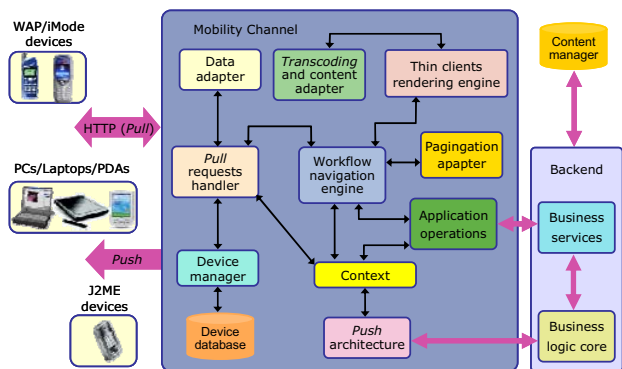 WAP/iMode
devices
HTTP (Pull)
PCs/Laptops/PDAs
Push
J2ME
devices
Mobility Channel
Data
adapter
Transcoding
and content
adapter
Thin clients
rendering engine
Pull
requests
handler
Workflow
navigation
engine
Pagingation
apapter
Application
operations
Device
manager
Context
Device
database
Push
architecture
Content
manager
Backend
Business
services
Business
logic core